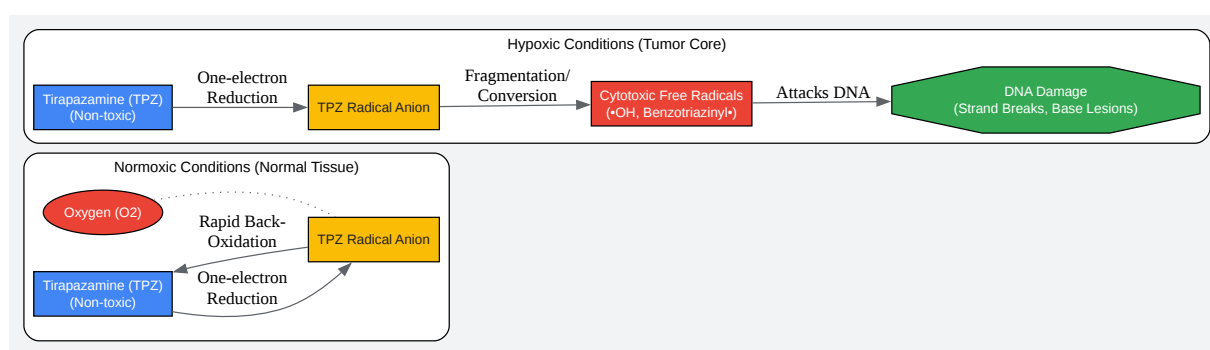 Hypoxic Conditions (Tumor Core)
Tirapazamine (TPZ)
(Non-toxic)
One-electron
Reduction
TPZ Radical Anion
Fragmentation/
Conversion
Cytotoxic Free Radicals
(•OH, Benzotriazinyl•)
Attacks DNA
DNA Damage
(Strand Breaks, Base Lesions)
Normoxic Conditions (Normal Tissue)
Oxygen (O2)
Rapid Back-
Oxidation
TPZ Radical Anion
Tirapazamine (TPZ)
(Non-toxic)
One-electron
Reduction